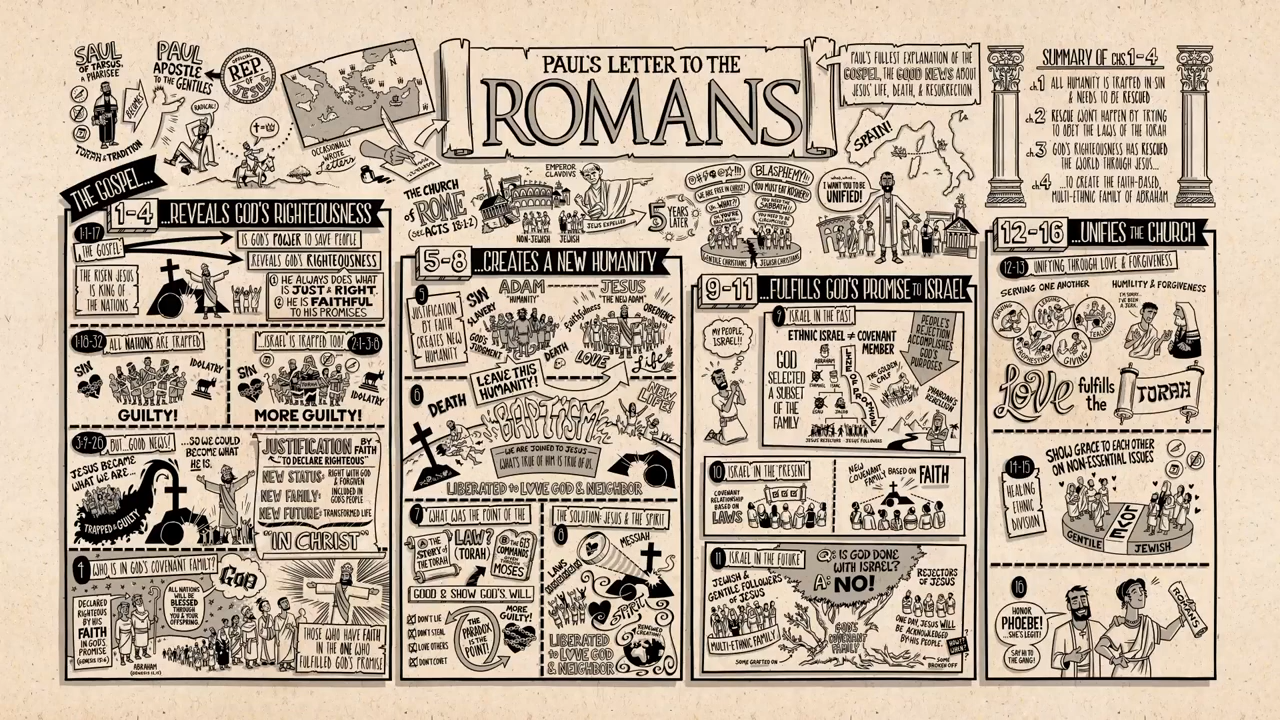 SAUL
OF TARSUS,
A PHARISEE
TORAH & TRADITION
PAUL
APOSTLE
TO THE GENTILES
RADICAL!
OFFICIAL
REP.
OF JESUS
OCCASIONALLY
WROTE
Letters
PAUL'S LETTER TO THE
ROMANS
PAUL'S FULLEST EXPLANATION OF THE
GOSPEL, THE GOOD NEWS ABOUT
JESUS' LIFE, DEATH, & RESURRECTION
SPAIN!
SUMMARY OF CHS 1-4
ch.1 ALL HUMANITY IS TRAPPED IN SIN
& NEEDS TO BE RESCUED
ch.2 RESCUE WON'T HAPPEN BY TRYING
TO OBEY THE LAWS OF THE TORAH
ch.3 GOD'S RIGHTEOUSNESS HAS RESCUED
THE WORLD THROUGH JESUS...
ch.4 ...TO CREATE THE FAITH-BASED,
MULTI-ETHNIC FAMILY OF ABRAHAM
THE CHURCH
OF ROME
(SEE ACTS 18:1-2)
EMPEROR
CLAUDIUS
NON-JEWISH
JEWISH
JEWS EXPELLED
5 YEARS
LATER
WE ARE FREE IN CHRIST!
BLASPHEMY!
YOU MUST EAT KOSHER!
SABBATH!
YOU NEED TO BE
CIRCUMCISED!
GENTILE CHRISTIANS
JEWISH CHRISTIANS
I WANT YOU TO BE
UNIFIED!
THE GOSPEL...
1-4 ...REVEALS GOD'S RIGHTEOUSNESS
1:1-17
THE GOSPEL
IS GOD'S POWER TO SAVE PEOPLE
REVEALS GOD'S RIGHTEOUSNESS
THE RISEN JESUS
IS KING OF
THE NATIONS
1 HE ALWAYS DOES WHAT
IS JUST & RIGHT.
2 HE IS FAITHFUL
TO HIS PROMISES
1:18-32 ALL NATIONS ARE TRAPPED
SIN
IDOLATRY
GUILTY!
...ISRAEL IS TRAPPED TOO! 2:1-3:8
SIN
TORAH
IDOLATRY
MORE GUILTY!
3:9-26 BUT...GOOD NEWS!
JESUS BECAME
WHAT WE ARE...
TRAPPED & GUILTY
...SO WE COULD
BECOME WHAT
HE IS.
JUSTIFICATION BY FAITH
"TO DECLARE RIGHTEOUS"
NEW STATUS: RIGHT WITH GOD
& FORGIVEN
NEW FAMILY: INCLUDED IN
GOD'S PEOPLE
NEW FUTURE: TRANSFORMED LIFE
"IN CHRIST"
4 WHO IS IN GOD'S COVENANT FAMILY?
GOD
DECLARED
RIGHTEOUS
BY HIS
FAITH
IN GOD'S
PROMISE
(GENESIS 15:6)
ALL NATIONS
WILL BE
BLESSED
THROUGH
YOU & YOUR
OFFSPRING.
ABRAHAM
THOSE WHO HAVE FAITH
IN THE ONE WHO
FULFILLED GOD'S PROMISE
5-8 ...CREATES A NEW HUMANITY
5
JUSTIFICATION
BY FAITH
CREATES NEW
HUMANITY
ADAM
"HUMANITY"
SIN
SLAVERY
GOD'S
JUDGMENT
DEATH
JESUS
"THE NEW ADAM"
Faithfulness
OBEDIENCE
LOVE
Life
6
DEATH
LEAVE THIS
HUMANITY!
NEW
LIFE!
BAPTISM
WE ARE JOINED TO JESUS
WHAT'S TRUE OF HIM IS TRUE OF US.
LIBERATED to LOVE GOD & NEIGHBOR
7 WHAT WAS THE POINT OF THE
LAW?
(TORAH)
A THE
STORY OF
THE TORAH
B THE 613
COMMANDS
GIVEN
MOSES
GOOD & SHOW GOD'S WILL
DON'T LIE
DON'T STEAL
LOVE OTHERS
DON'T COVET
THE
PARADOX
IS THE
POINT!
MORE
GUILTY!
THE SOLUTION: JESUS & THE SPIRIT
8
LAWS
MESSIAH
SPIRIT
RENEWED
CREATION!
LIBERATED
to LOVE GOD
& NEIGHBOR
9-11 ...FULFILLS GOD'S PROMISE TO ISRAEL
MY PEOPLE,
ISRAEL!!
9 ISRAEL IN THE PAST
ETHNIC ISRAEL ≠ COVENANT
MEMBER
GOD
SELECTED
A SUBSET
OF THE
FAMILY
ABRAHAM
ISHMAEL
ISAAC
ESAU
JACOB
JESUS REJECTERS
JESUS FOLLOWERS
THE GOLDEN
CALF
PHARAOH'S
REBELLION
PEOPLE'S
REJECTION
ACCOMPLISHES
GOD'S
PURPOSES
10 ISRAEL IN THE PRESENT
COVENANT
RELATIONSHIP
BASED ON
LAWS
NEW
COVENANT
FAMILY
BASED ON
FAITH
11 ISRAEL IN THE FUTURE
Q: IS GOD DONE
WITH ISRAEL?
A: NO!
JEWISH &
GENTILE FOLLOWERS
OF JESUS
MULTI-ETHNIC FAMILY
SOME GRAFTED ON
GOD'S
COVENANT
FAMILY
REJECTORS
OF JESUS
ONE DAY, JESUS WILL
BE ACKNOWLEDGED
BY HIS PEOPLE.
SOME
BROKEN OFF
12-16 ...UNIFIES THE CHURCH
12-13 UNIFYING THROUGH LOVE & FORGIVENESS
SERVING ONE ANOTHER
LEADING
TEACHING
GIVING
HUMILITY & FORGIVENESS
I'M SORRY...
I'VE BEEN
A JERK.
Love fulfills
the TORAH
14-15
HEALING
ETHNIC
DIVISION
SHOW GRACE TO EACH OTHER
ON NON-ESSENTIAL ISSUES
LOVE
GENTILE
JEWISH
16
HONOR
PHOEBE!
...SHE'S LEGIT!
SAY HI TO
THE GANG!
ROMANS